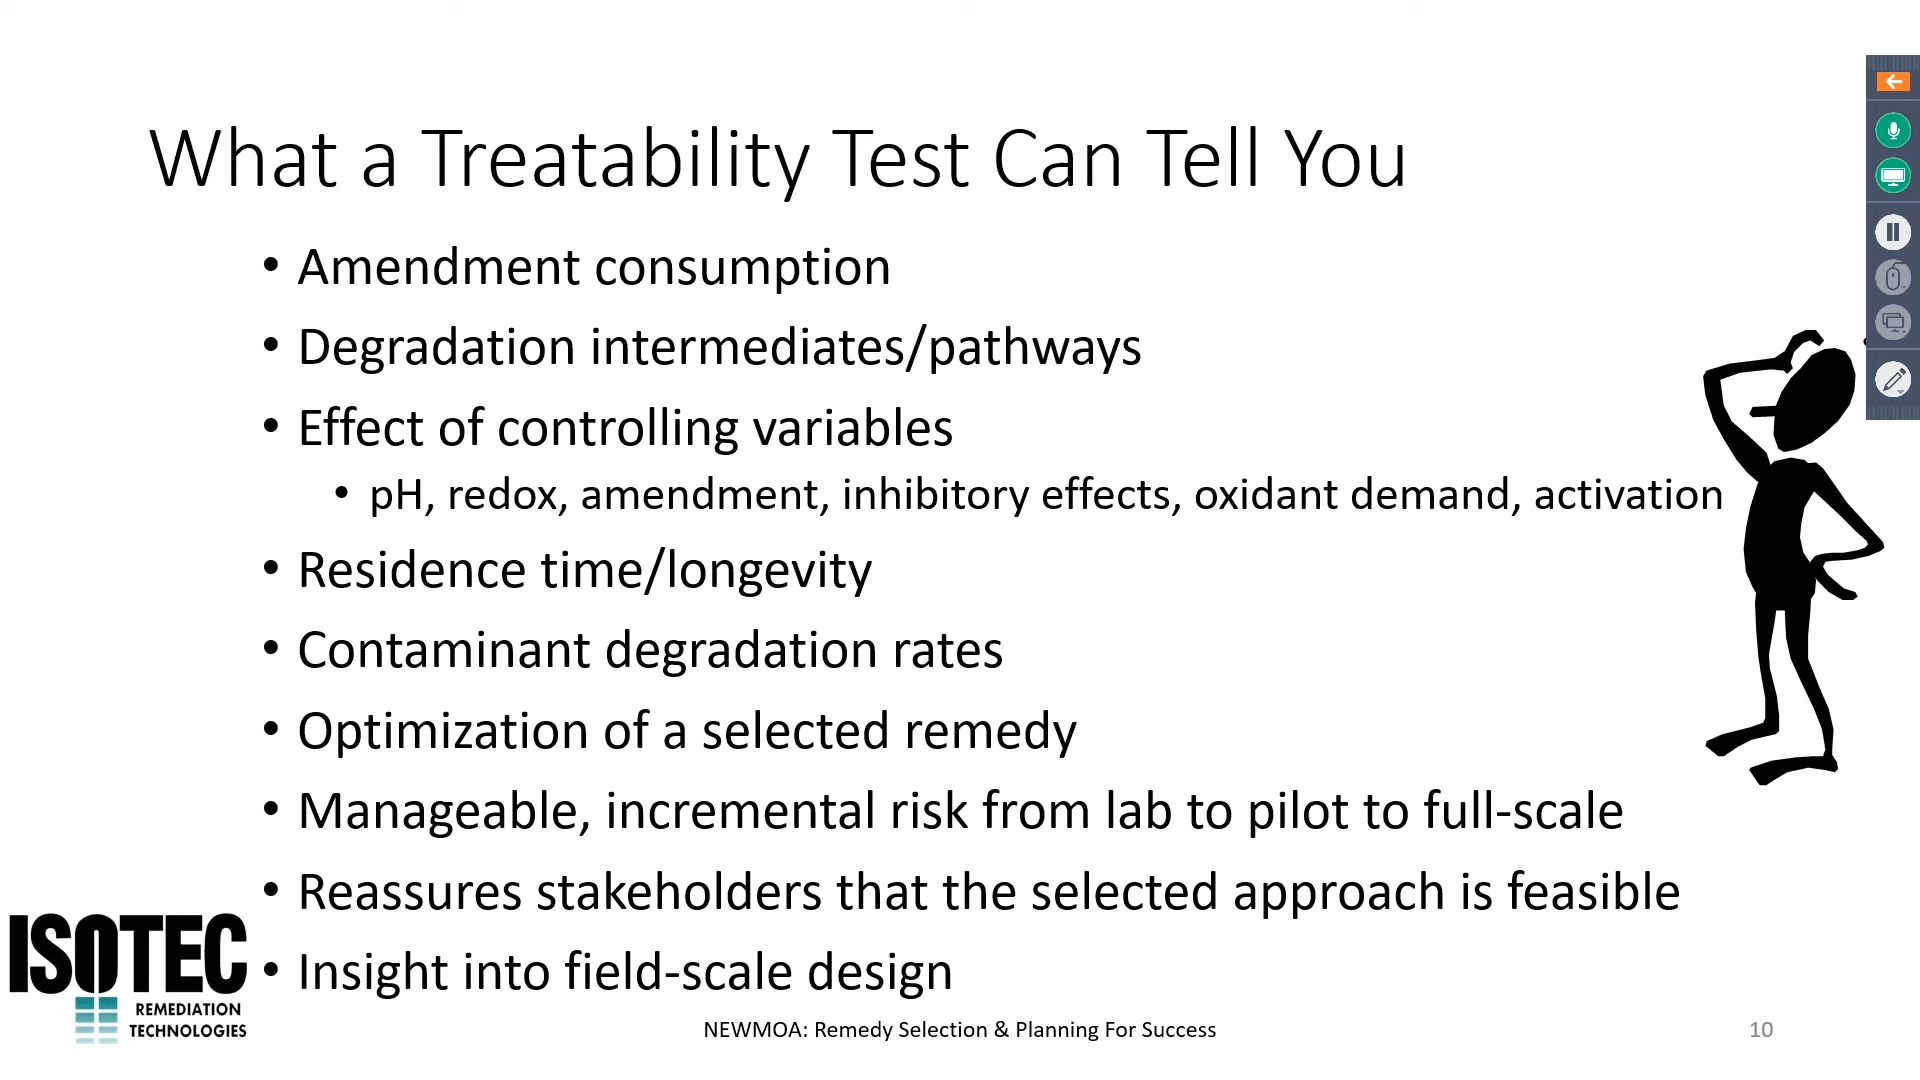 What a Treatability Test Can Tell You
• Amendment consumption
• Degradation intermediates/pathways
• Effect of controlling variables
• pH, redox, amendment, inhibitory effects, oxidant demand, activation
• Residence time/longevity
• Contaminant degradation rates
• Optimization of a selected remedy
• Manageable, incremental risk from lab to pilot to full-scale
• Reassures stakeholders that the selected approach is feasible
• Insight into field-scale design
ISOTEC
REMEDIATION
TECHNOLOGIES
NEWMOA: Remedy Selection & Planning For Success
10